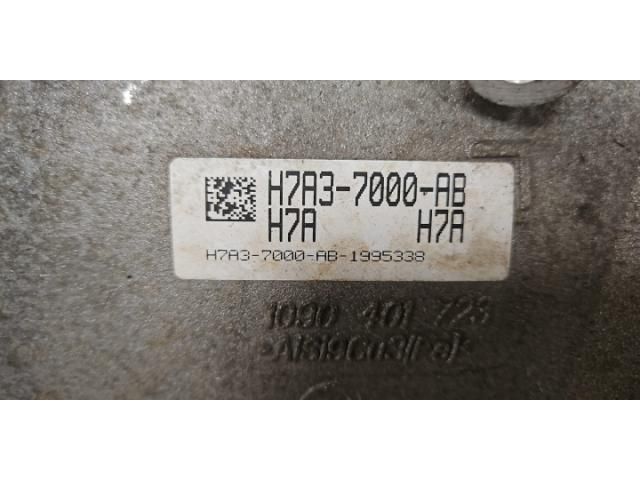 H7A3-7000-AB
H7A H7A
H7A3-7000-AB-1995338
1090 401 723
>AlSi9Cu3(Fe)<